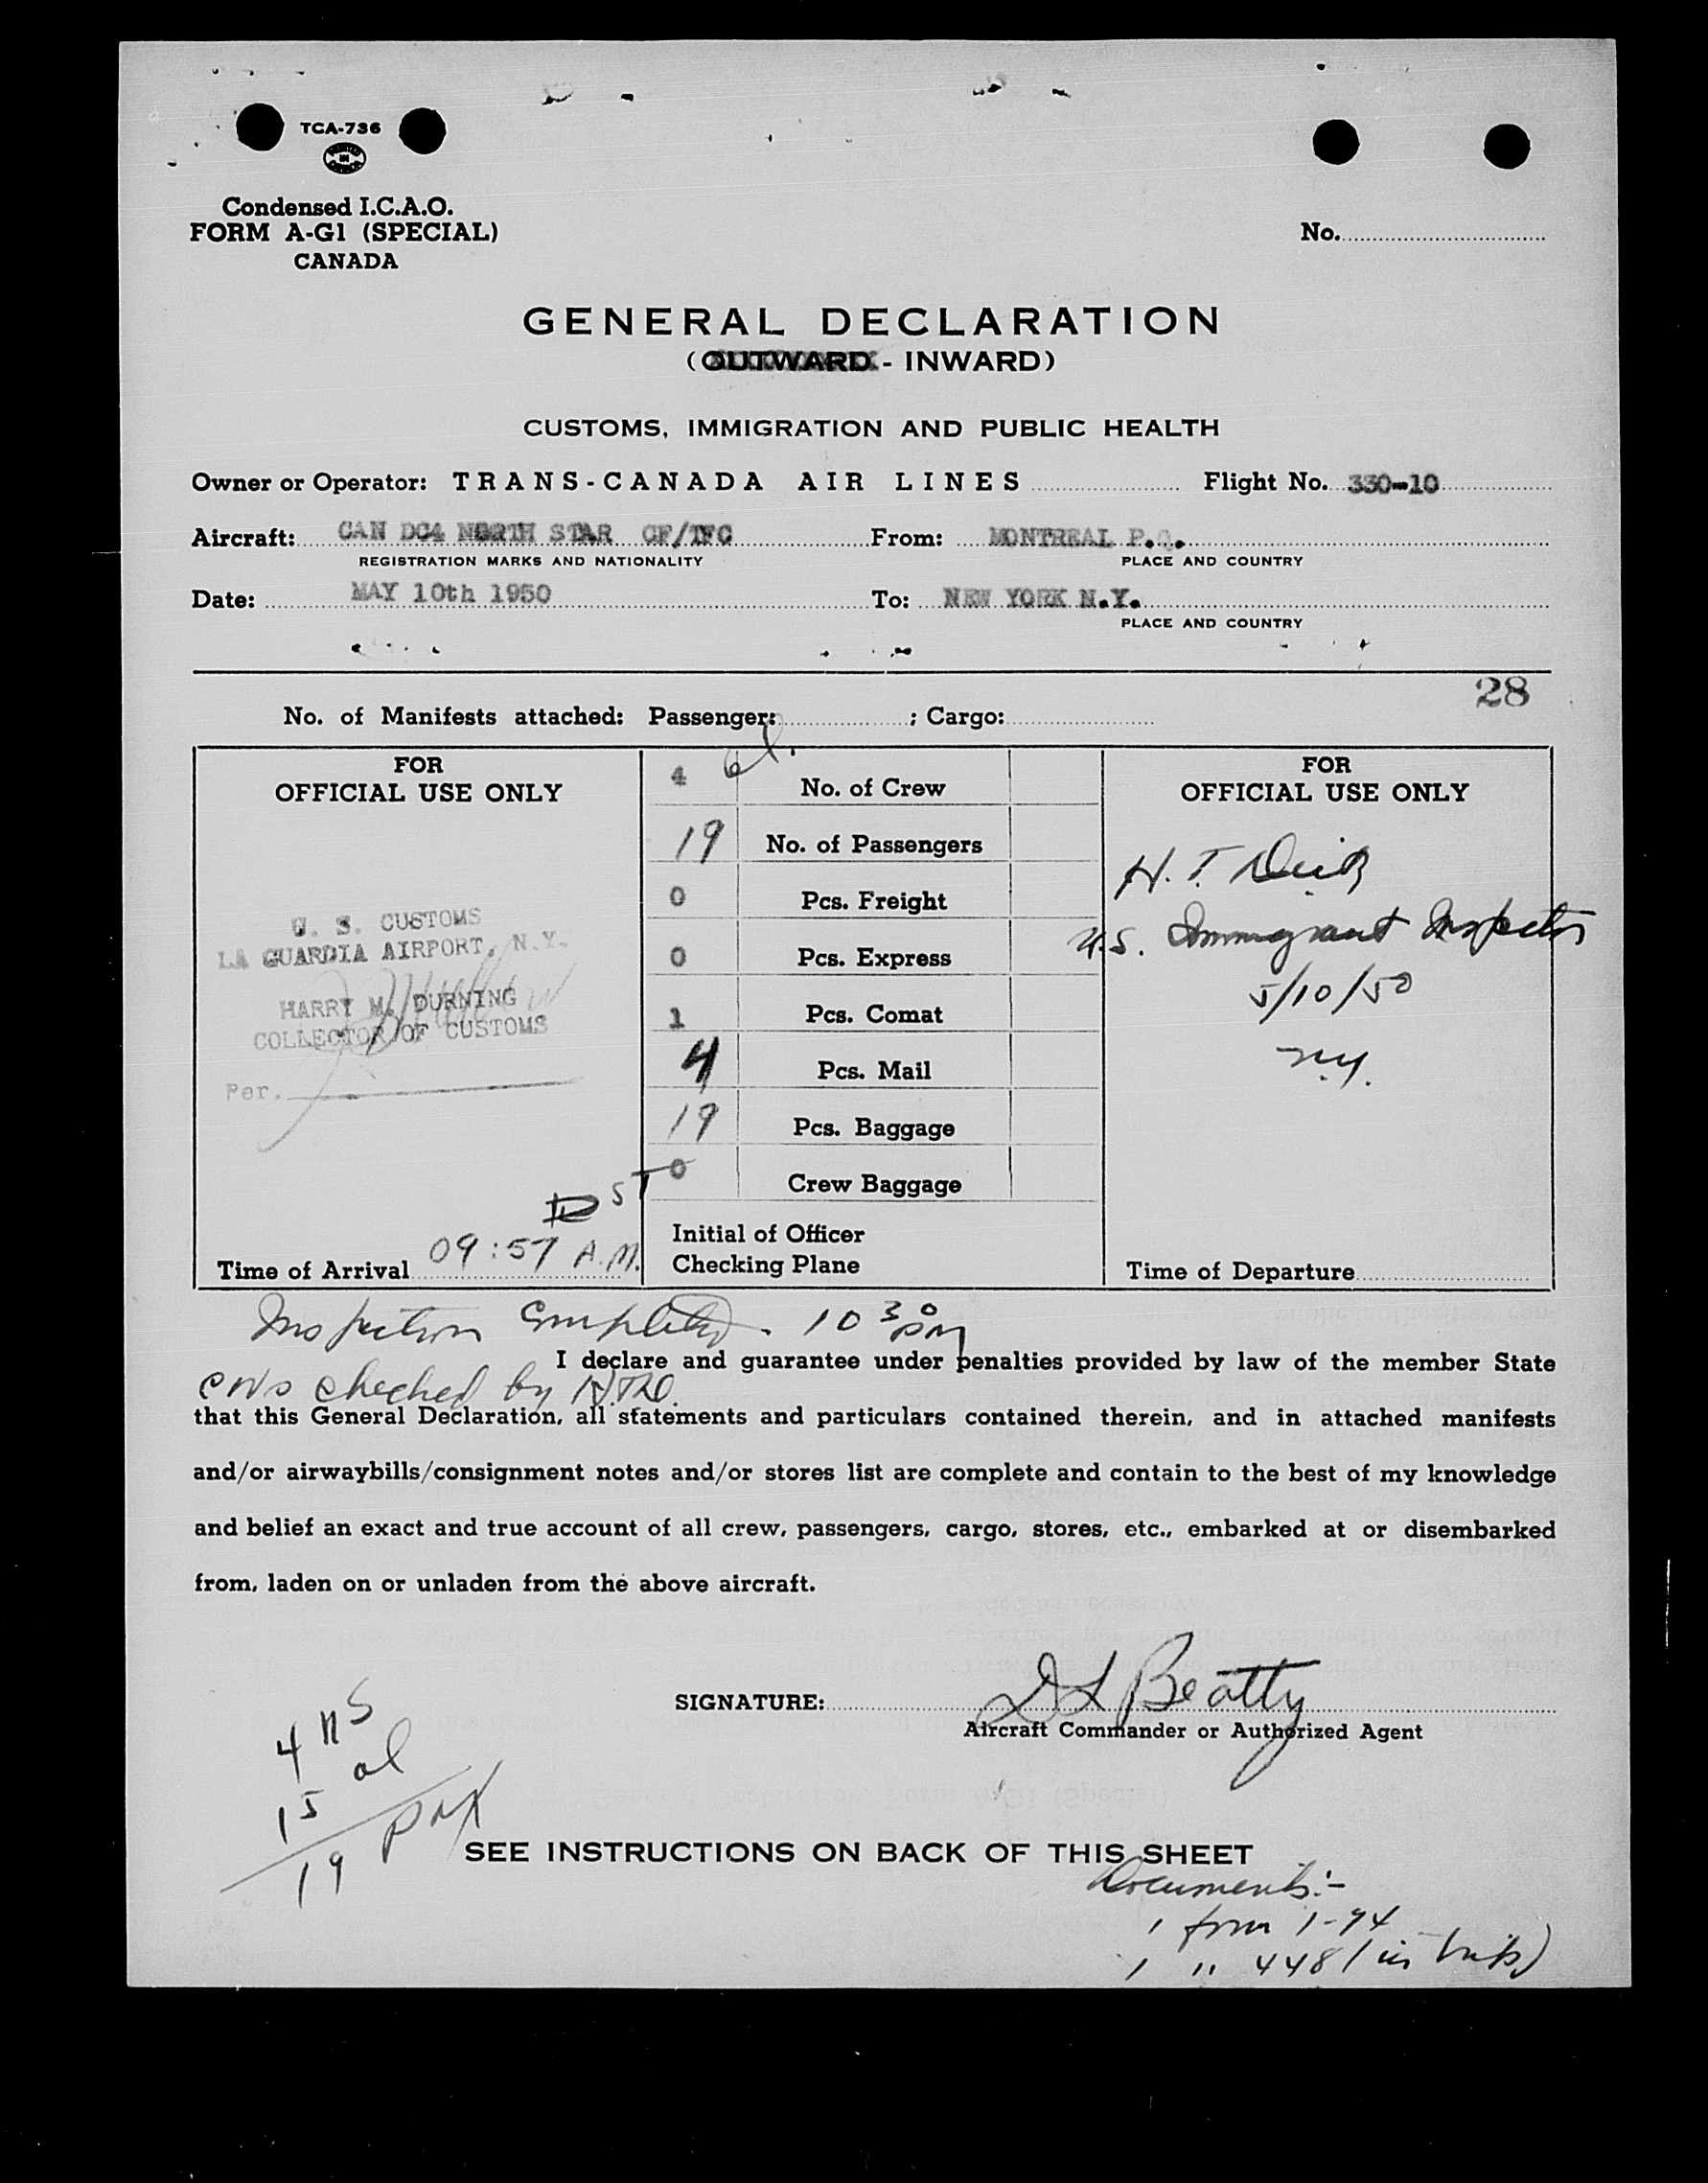 TCA-736
Condensed I.C.A.O.
FORM A-G1 (SPECIAL)
CANADA
No.
GENERAL DECLARATION
(OUTWARD - INWARD)
CUSTOMS, IMMIGRATION AND PUBLIC HEALTH
Owner or Operator: TRANS-CANADA AIR LINES Flight No. 330-10
Aircraft: CAN DC4 NORTH STAR CF/TFC From: MONTREAL P.Q.
REGISTRATION MARKS AND NATIONALITY PLACE AND COUNTRY
Date: MAY 10th 1950 To: NEW YORK N.Y.
PLACE AND COUNTRY
28
No. of Manifests attached: Passenger: ; Cargo:
FOR
OFFICIAL USE ONLY
U. S. CUSTOMS
LA GUARDIA AIRPORT, N.Y.
HARRY M. DURNING
COLLECTOR OF CUSTOMS
Per.
DST
Time of Arrival 09:57 A.M.
4 al. No. of Crew
19 No. of Passengers
0 Pcs. Freight
0 Pcs. Express
1 Pcs. Comat
4 Pcs. Mail
19 Pcs. Baggage
0 Crew Baggage
Initial of Officer
Checking Plane
FOR
OFFICIAL USE ONLY
H. T.
U.S. Immigrant Inspector
5/10/50
N.Y.
Time of Departure
Inspection Completed. 10 30
checked by
I declare and guarantee under penalties provided by law of the member State
that this General Declaration, all statements and particulars contained therein, and in attached manifests
and/or airwaybills/consignment notes and/or stores list are complete and contain to the best of my knowledge
and belief an exact and true account of all crew, passengers, cargo, stores, etc., embarked at or disembarked
from, laden on or unladen from the above aircraft.
SIGNATURE: D L Beatty
Aircraft Commander or Authorized Agent
4 ns
15 al
19 pax
SEE INSTRUCTIONS ON BACK OF THIS SHEET
Documents:-
1 form I-94
1 " 448 (in